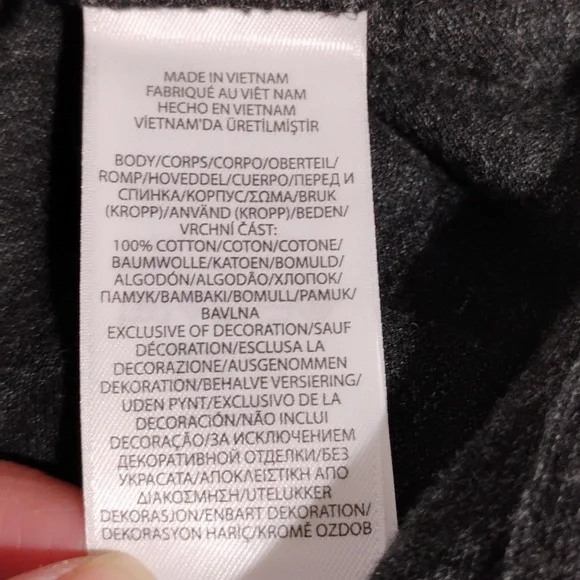 MADE IN VIETNAM
FABRIQUÉ AU VIÊT NAM
HECHO EN VIETNAM
VİETNAM'DA ÜRETİLMİŞTİR
BODY/CORPS/CORPO/OBERTEIL/
ROMP/HOVEDDEL/CUERPO/ПЕРЕД И
СПИНКА/КОРПУС/ΣΩΜΑ/BRUK
(KROPP)/ANVÄND (KROPP)/BEDEN/
VRCHNÍ ČÁST:
100% COTTON/COTON/COTONE/
BAUMWOLLE/KATOEN/BOMULD/
ALGODÓN/ALGODÃO/ХЛОПОК/
ПАМУК/ΒΑΜΒΑΚΙ/BOMULL/PAMUK/
BAVLNA
EXCLUSIVE OF DECORATION/SAUF
DÉCORATION/ESCLUSA LA
DECORAZIONE/AUSGENOMMEN
DEKORATION/BEHALVE VERSIERING/
UDEN PYNT/EXCLUSIVO DE LA
DECORACIÓN/NÃO INCLUI
DECORAÇÃO/ЗА ИСКЛЮЧЕНИЕМ
ДЕКОРАТИВНОЙ ОТДЕЛКИ/БЕЗ
УКРАСАТА/ΑΠΟΚΛΕΙΣΤΙΚΗ ΑΠΟ
ΔΙΑΚΟΣΜΗΣΗ/UTELUKKER
DEKORASJON/ENBART DEKORATION/
DEKORASYON HARİÇ/KROMĚ OZDOB